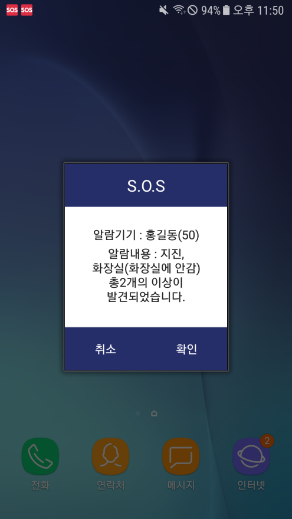 SOS SOS 94% 오후 11:50
S.O.S
알람기기 : 홍길동(50)
알람내용 : 지진,
화장실(화장실에 안감)
총2개의 이상이
발견되었습니다.
취소 확인
2
전화 연락처 메시지 인터넷